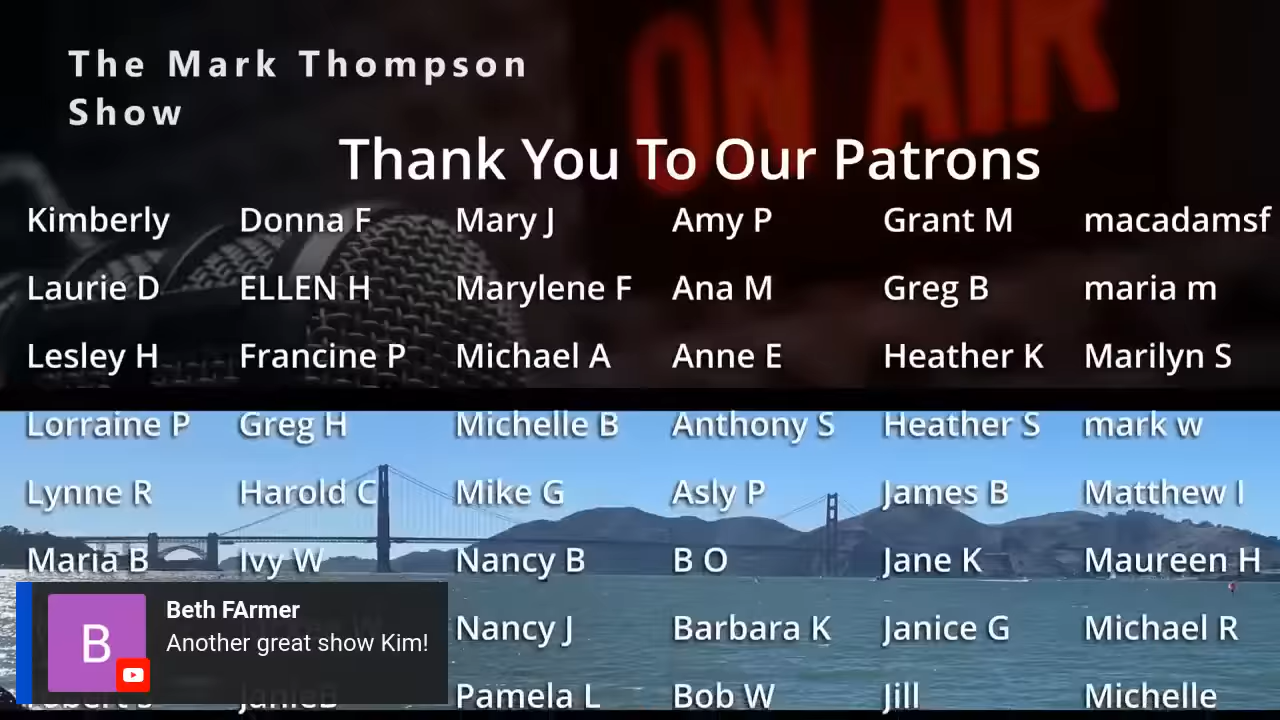 The Mark Thompson
Show
ON AIR
Thank You To Our Patrons
Kimberly Donna F Mary J Amy P Grant M macadamsf
Laurie D ELLEN H Marylene F Ana M Greg B maria m
Lesley H Francine P Michael A Anne E Heather K Marilyn S
Lorraine P Greg H Michelle B Anthony S Heather S mark w
Lynne R Harold C Mike G Asly P James B Matthew I
Maria B Ivy W Nancy B B O Jane K Maureen H
Nancy J Barbara K Janice G Michael R
JanieB Pamela L Bob W Jill Michelle
B
Beth FArmer
Another great show Kim!